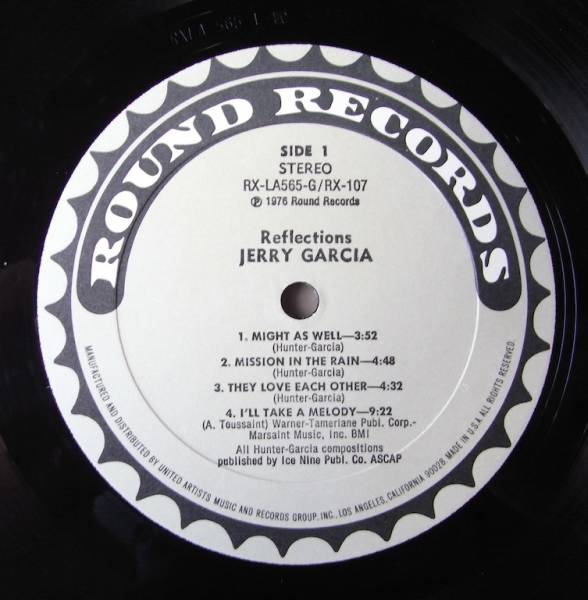 ROUND RECORDS
SIDE 1
STEREO
RX-LA565-G/RX-107
℗ 1976 Round Records
Reflections
JERRY GARCIA
1. MIGHT AS WELL—3:52
(Hunter-Garcia)
2. MISSION IN THE RAIN—4:48
(Hunter-Garcia)
3. THEY LOVE EACH OTHER—4:32
(Hunter-Garcia)
4. I'LL TAKE A MELODY—9:22
(A. Toussaint) Warner-Tamerlane Publ. Corp.-
Marsaint Music, Inc. BMI
All Hunter-Garcia compositions
published by Ice Nine Publ. Co. ASCAP
MANUFACTURED AND DISTRIBUTED BY UNITED ARTISTS MUSIC AND RECORDS GROUP, INC., LOS ANGELES, CALIFORNIA 90028 MADE IN U.S.A. ALL RIGHTS RESERVED.